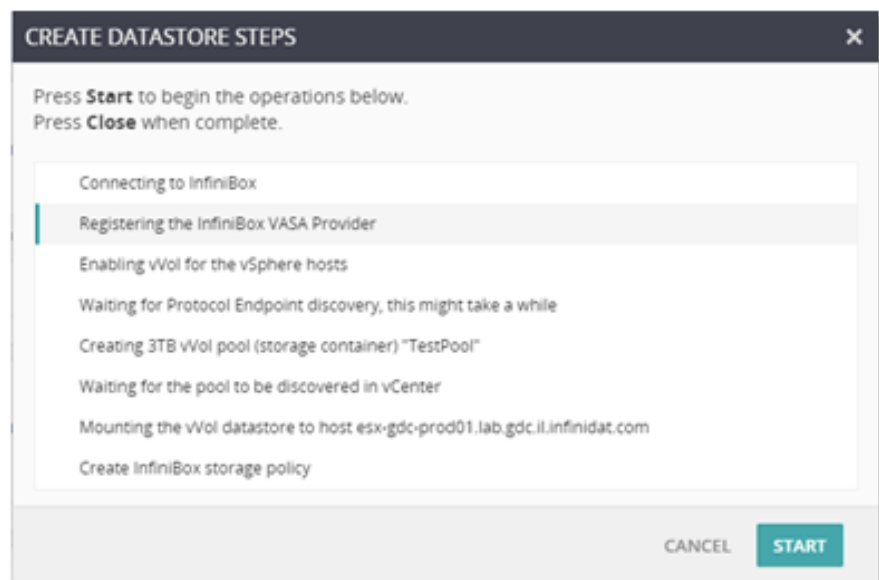 CREATE DATASTORE STEPS
Press Start to begin the operations below.
Press Close when complete.
Connecting to InfiniBox
Registering the InfiniBox VASA Provider
Enabling vVol for the vSphere hosts
Waiting for Protocol Endpoint discovery, this might take a while
Creating 3TB vVol pool (storage container) "TestPool"
Waiting for the pool to be discovered in vCenter
Mounting the vVol datastore to host esx-gdc-prod01.lab.gdc.il.infinidat.com
Create InfiniBox storage policy
CANCEL START